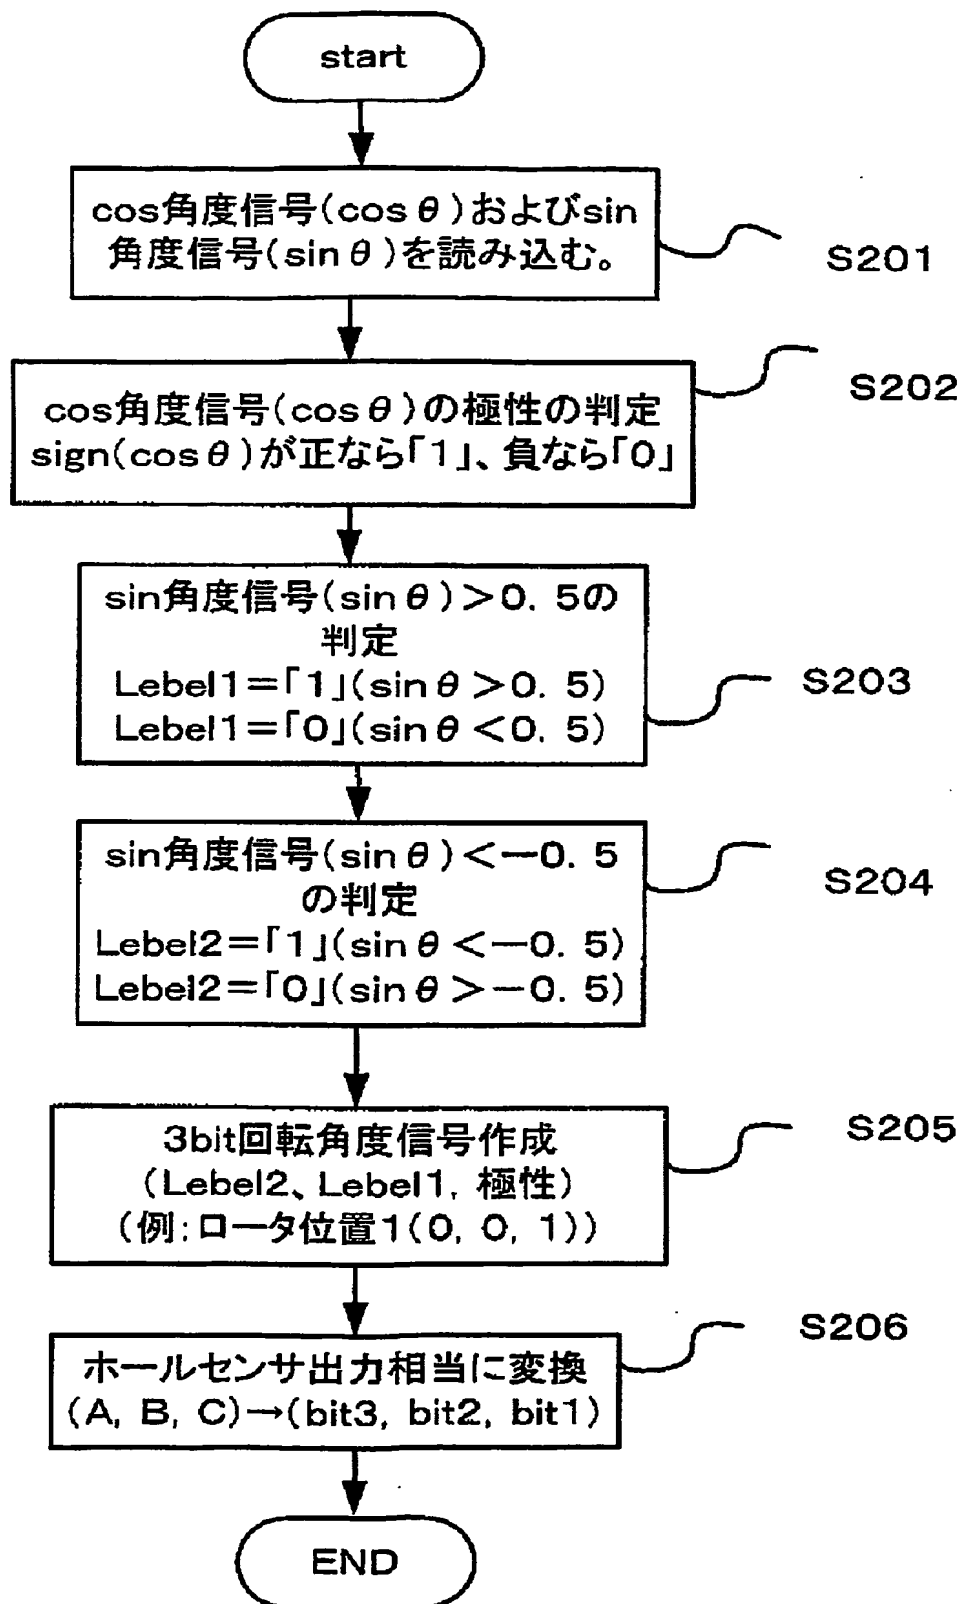 start
cos角度信号(cosθ)およびsin
角度信号(sinθ)を読み込む。
S201
cos角度信号(cosθ)の極性の判定
sign(cosθ)が正なら「1」、負なら「0」
S202
sin角度信号(sinθ)>0. 5の
判定
Lebel1=「1」(sinθ>0. 5)
Lebel1=「0」(sinθ<0. 5)
S203
sin角度信号(sinθ)<-0. 5
の判定
Lebel2=「1」(sinθ<-0. 5)
Lebel2=「0」(sinθ>-0. 5)
S204
3bit回転角度信号作成
(Lebel2、Lebel1, 極性)
(例:ロータ位置1(0, 0, 1))
S205
ホールセンサ出力相当に変換
(A, B, C)→(bit3, bit2, bit1)
S206
END